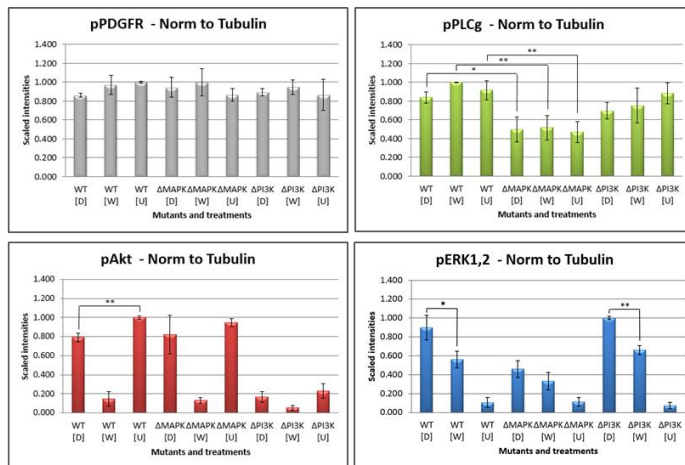 pPDGFR - Norm to Tubulin
Scaled intensities
1.400
1.200
1.000
0.800
0.600
0.400
0.200
0.000
WT WT WT ΔMAPK ΔMAPK ΔMAPK ΔPI3K ΔPI3K ΔPI3K
[D] [W] [U] [D] [W] [U] [D] [W] [U]
Mutants and treatments
pPLCg - Norm to Tubulin
Scaled intensities
1.400
1.200
1.000
0.800
0.600
0.400
0.200
0.000
**
**
*
WT WT WT ΔMAPK ΔMAPK ΔMAPK ΔPI3K ΔPI3K ΔPI3K
[D] [W] [U] [D] [W] [U] [D] [W] [U]
Mutants and treatments
pAkt - Norm to Tubulin
Scaled intensities
1.400
1.200
1.000
0.800
0.600
0.400
0.200
0.000
**
WT WT WT ΔMAPK ΔMAPK ΔMAPK ΔPI3K ΔPI3K ΔPI3K
[D] [W] [U] [D] [W] [U] [D] [W] [U]
Mutants and treatments
pERK1,2 - Norm to Tubulin
Scaled intensities
1.400
1.200
1.000
0.800
0.600
0.400
0.200
0.000
*
**
WT WT WT ΔMAPK ΔMAPK ΔMAPK ΔPI3K ΔPI3K ΔPI3K
[D] [W] [U] [D] [W] [U] [D] [W] [U]
Mutants and treatments